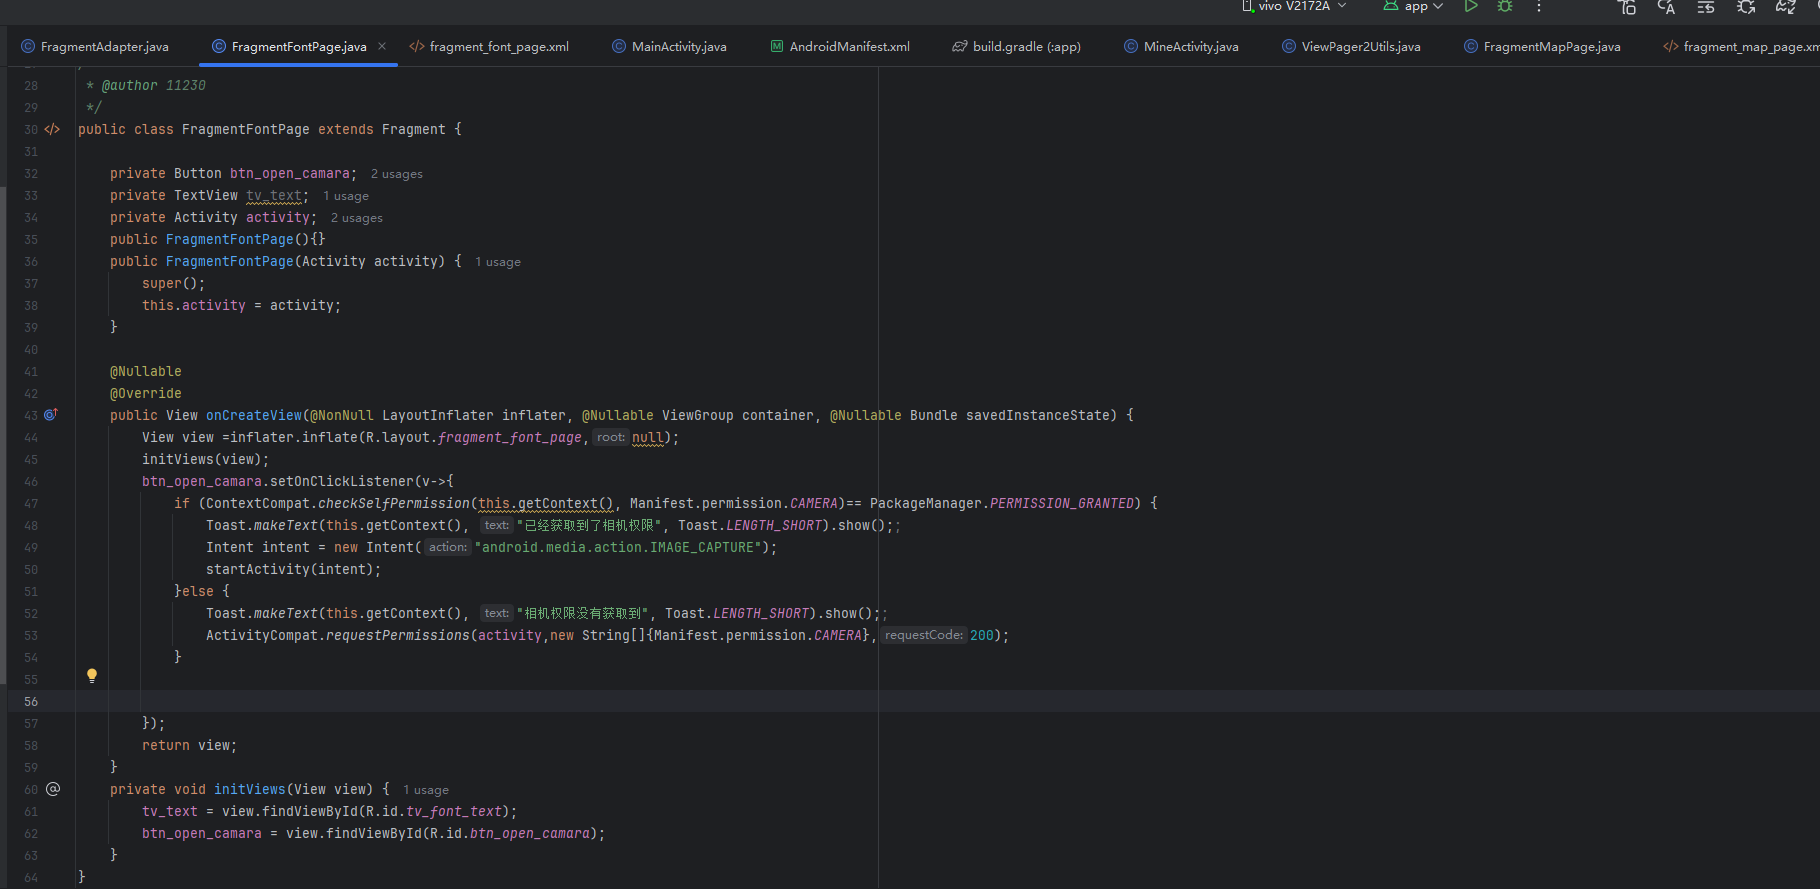 vivo V2172A app
FragmentAdapter.java FragmentFontPage.java fragment_font_page.xml MainActivity.java AndroidManifest.xml build.gradle (:app) MineActivity.java ViewPager2Utils.java FragmentMapPage.java fragment_map_page.xm
28 * @author 11230
29 */
30 public class FragmentFontPage extends Fragment {
31
32 private Button btn_open_camara; 2 usages
33 private TextView tv_text; 1 usage
34 private Activity activity; 2 usages
35 public FragmentFontPage(){}
36 public FragmentFontPage(Activity activity) { 1 usage
37 super();
38 this.activity = activity;
39 }
40
41 @Nullable
42 @Override
43 public View onCreateView(@NonNull LayoutInflater inflater, @Nullable ViewGroup container, @Nullable Bundle savedInstanceState) {
44 View view =inflater.inflate(R.layout.fragment_font_page, root: null);
45 initViews(view);
46 btn_open_camara.setOnClickListener(v->{
47 if (ContextCompat.checkSelfPermission(this.getContext(), Manifest.permission.CAMERA)== PackageManager.PERMISSION_GRANTED) {
48 Toast.makeText(this.getContext(), text: "已经获取到了相机权限", Toast.LENGTH_SHORT).show();;
49 Intent intent = new Intent( action: "android.media.action.IMAGE_CAPTURE");
50 startActivity(intent);
51 }else {
52 Toast.makeText(this.getContext(), text: "相机权限没有获取到", Toast.LENGTH_SHORT).show();;
53 ActivityCompat.requestPermissions(activity,new String[]{Manifest.permission.CAMERA}, requestCode: 200);
54 }
55
56
57 });
58 return view;
59 }
60 private void initViews(View view) { 1 usage
61 tv_text = view.findViewById(R.id.tv_font_text);
62 btn_open_camara = view.findViewById(R.id.btn_open_camara);
63 }
64 }